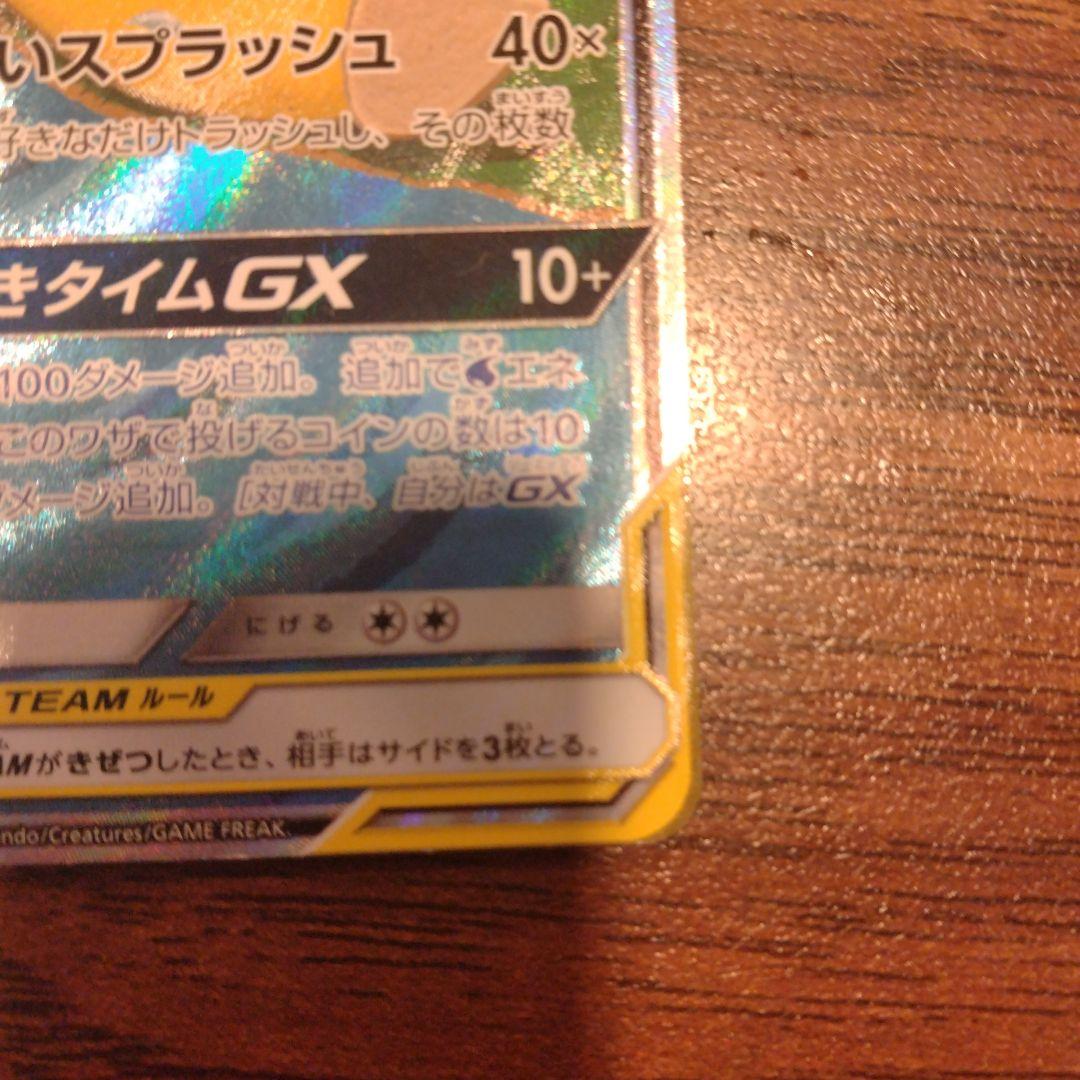 いスプラッシュ 40×
好きなだけトラッシュし、その枚数
きタイムGX 10+
100ダメージ追加。追加でエネ
このワザで投げるコインの数は10
ダメージ追加。[対戦中、自分はGX
にげる
TEAM ルール
Mがきぜつしたとき、相手はサイドを3枚とる。
ndo/Creatures/GAME FREAK.